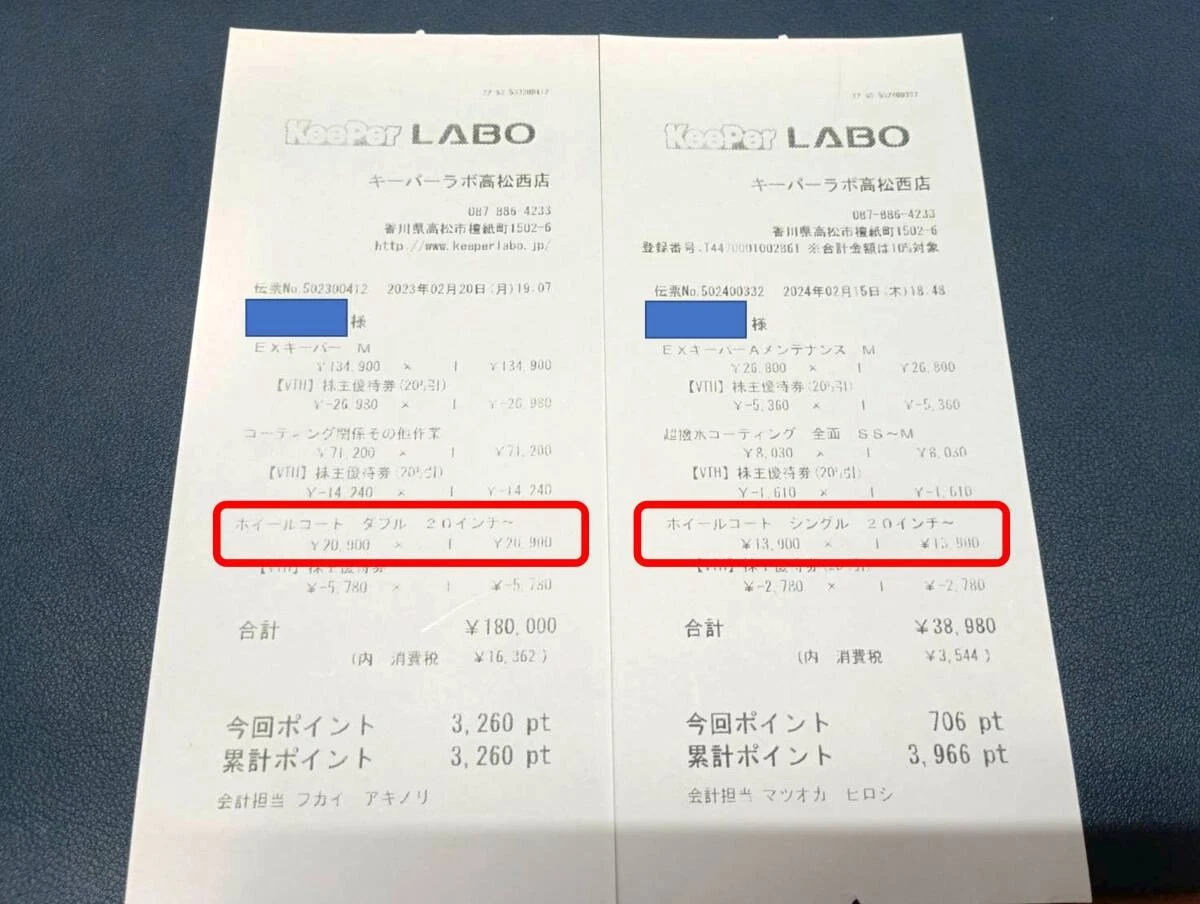 KeePer LABO
キーパーラボ高松西店
087 886 4233
香川県高松市檀紙町1502-6
http://www.keeperlabo.jp/
伝票No.502300412 2023年02月20日(月)19:07
様
EXキーパー M
¥134,900 × 1 ¥134,900
【VTH】株主優待券(20%引)
¥-26,980 × 1 ¥-26,980
コーティング関係その他作業
¥71,200 × 1 ¥71,200
【VTH】株主優待券(20%引)
¥-14,240 × 1 ¥-14,240
ホイールコート ダブル 20インチ~
¥20,900 × 1 ¥20,900
【VTH】株主優待券
¥-5,780 × 1 ¥-5,780
合計 ¥180,000
(内 消費税 ¥16,362)
今回ポイント 3,260 pt
累計ポイント 3,260 pt
会計担当 フカイ アキノリ
KeePer LABO
キーパーラボ高松西店
087-886-4233
香川県高松市檀紙町1502-6
登録番号:T4470091002861 ※合計金額は10%対象
伝票No.502400332 2024年02月15日(木)18:48
様
EXキーパーAメンテナンス M
¥26,800 × 1 ¥26,800
【VTH】株主優待券(20%引)
¥-5,360 × 1 ¥-5,360
超撥水コーティング 全面 SS~M
¥8,030 × 1 ¥8,030
【VTH】株主優待券(20%引)
¥-1,610 × 1 ¥-1,610
ホイールコート シングル 20インチ~
¥13,900 × 1 ¥13,900
【VTH】株主優待券(20%引)
¥-2,780 × 1 ¥-2,780
合計 ¥38,980
(内 消費税 ¥3,544)
今回ポイント 706 pt
累計ポイント 3,966 pt
会計担当 マツオカ ヒロシ